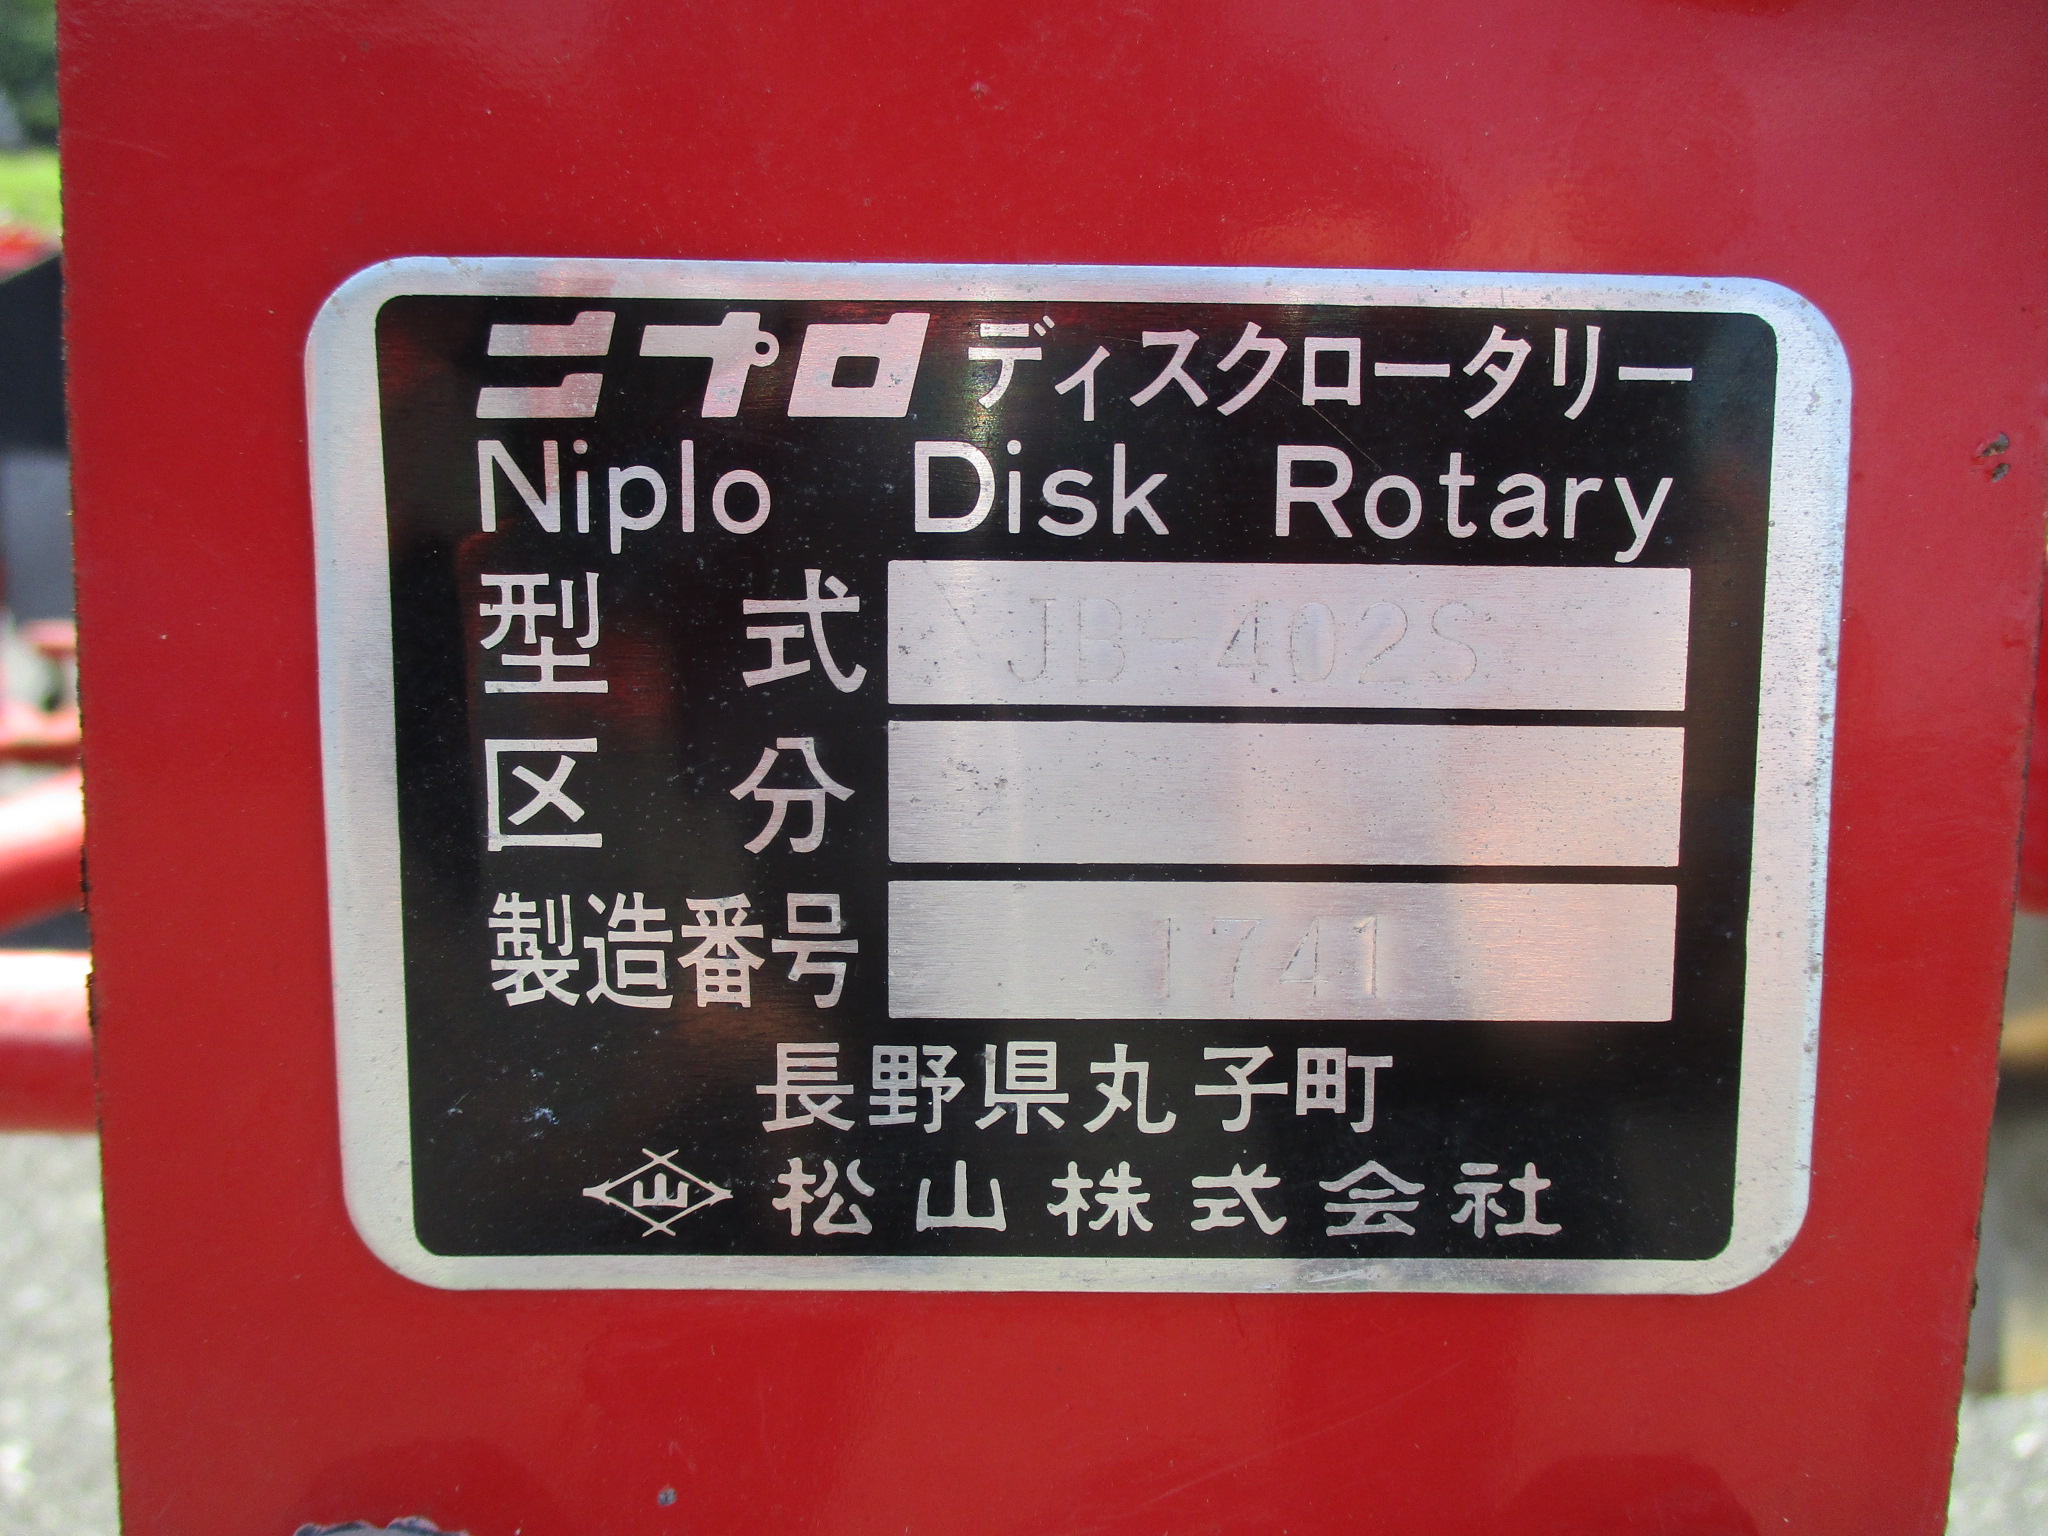 ニプロ ディスクロータリー
Niplo Disk Rotary
型式 JB-402S
区分
製造番号 1741
長野県丸子町
山 松山株式会社